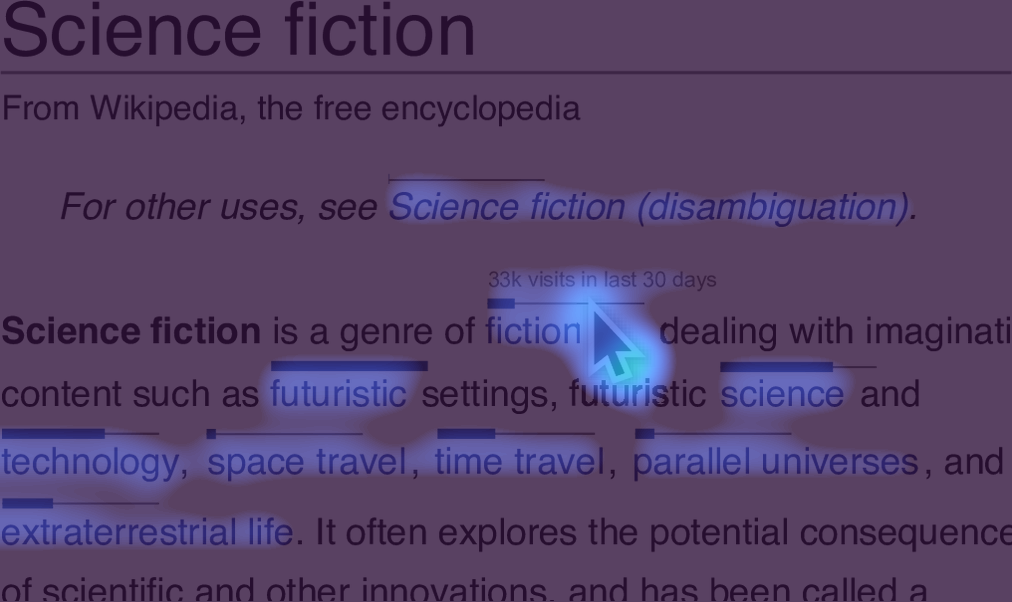 Science fiction
From Wikipedia, the free encyclopedia
For other uses, see Science fiction (disambiguation).
33k visits in last 30 days
Science fiction is a genre of fiction dealing with imaginati
content such as futuristic settings, futuristic science and
technology, space travel, time travel, parallel universes, and
extraterrestrial life. It often explores the potential consequence
of scientific and other innovations, and has been called a